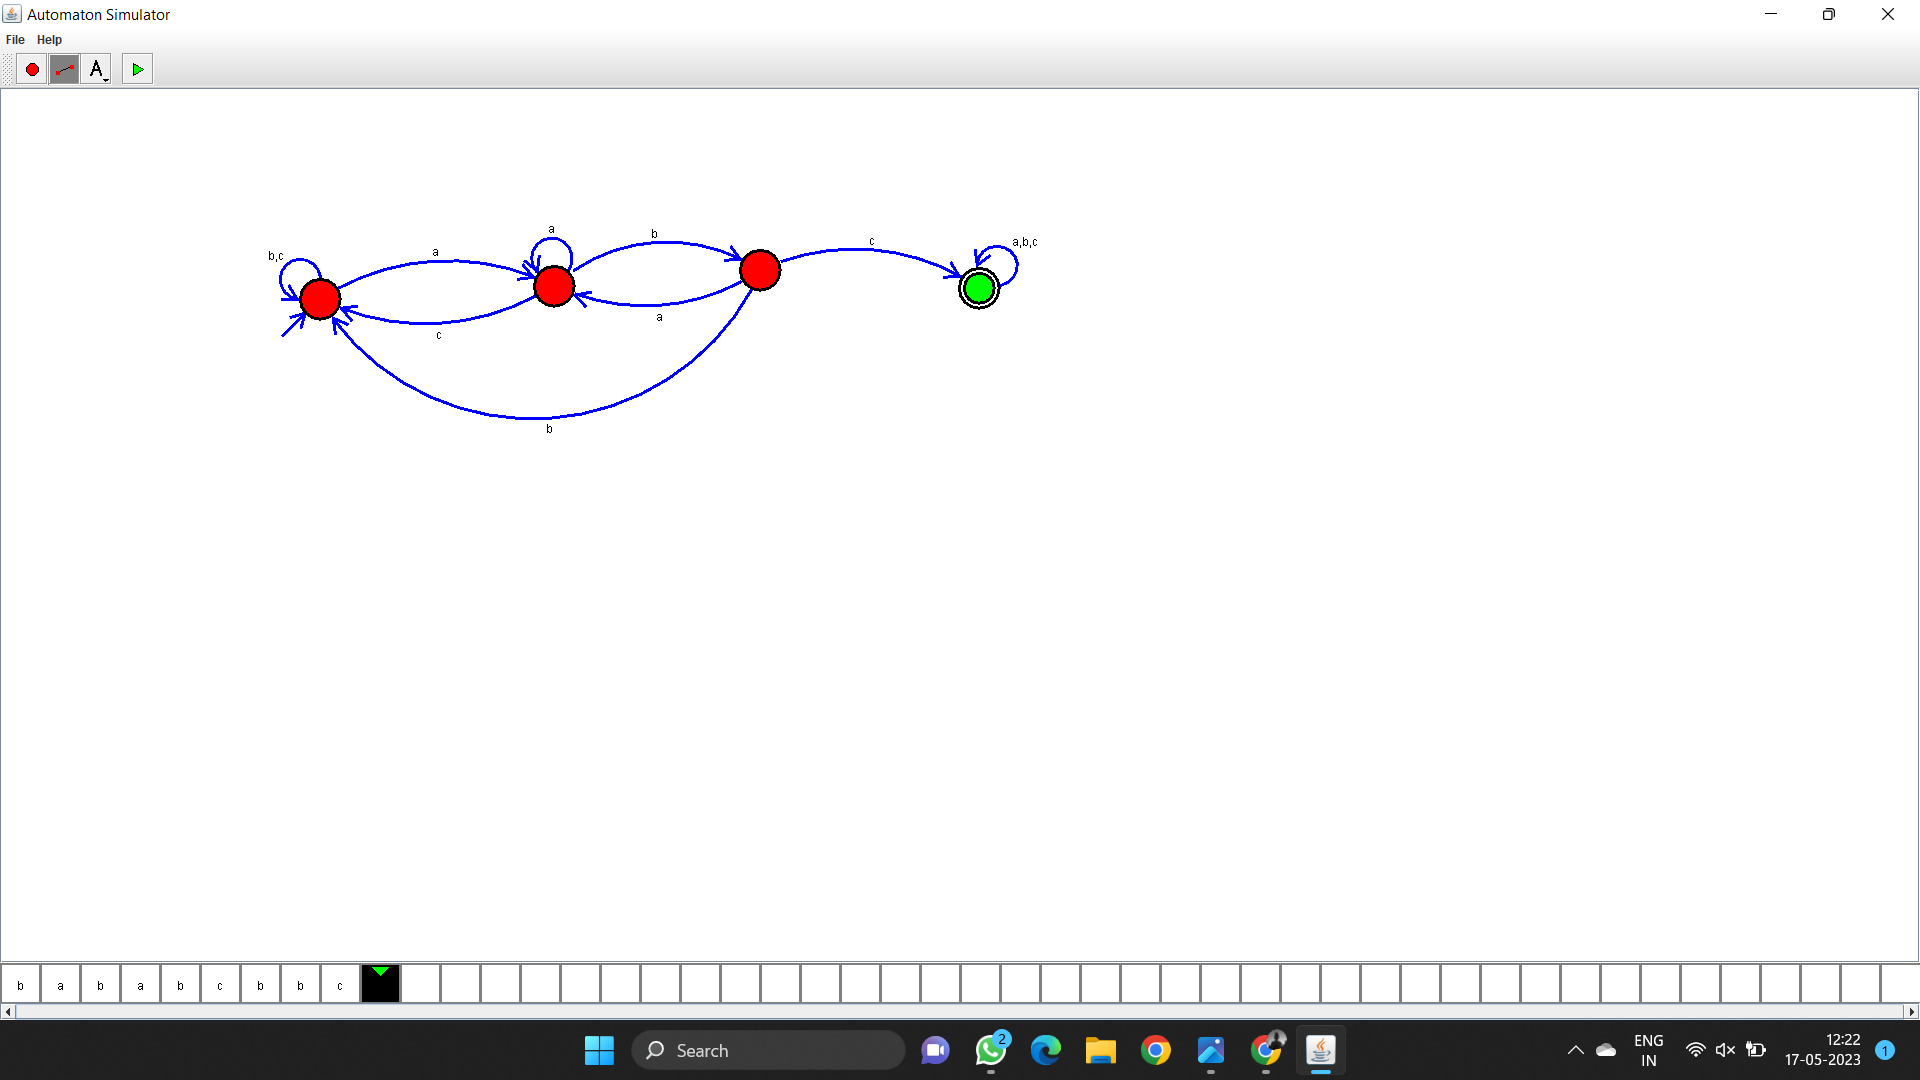 Automaton Simulator
File Help
A
a
b
a,b,c
c
a
b,c
a
c
b
b a b a b c b b c
Search
2
ENG
IN
12:22
17-05-2023
1